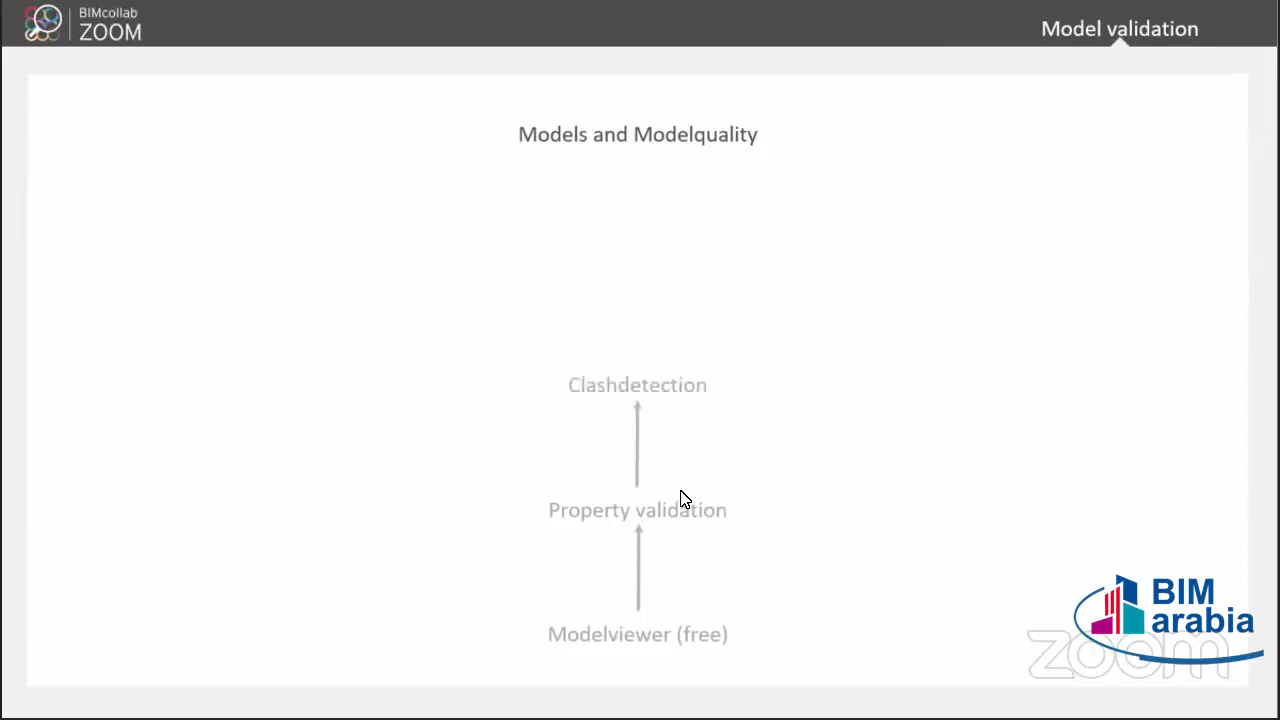 BIMcollab
ZOOM
Model validation
Models and Modelquality
Clashdetection
Property validation
Modelviewer (free)
BIM
arabia
zoom